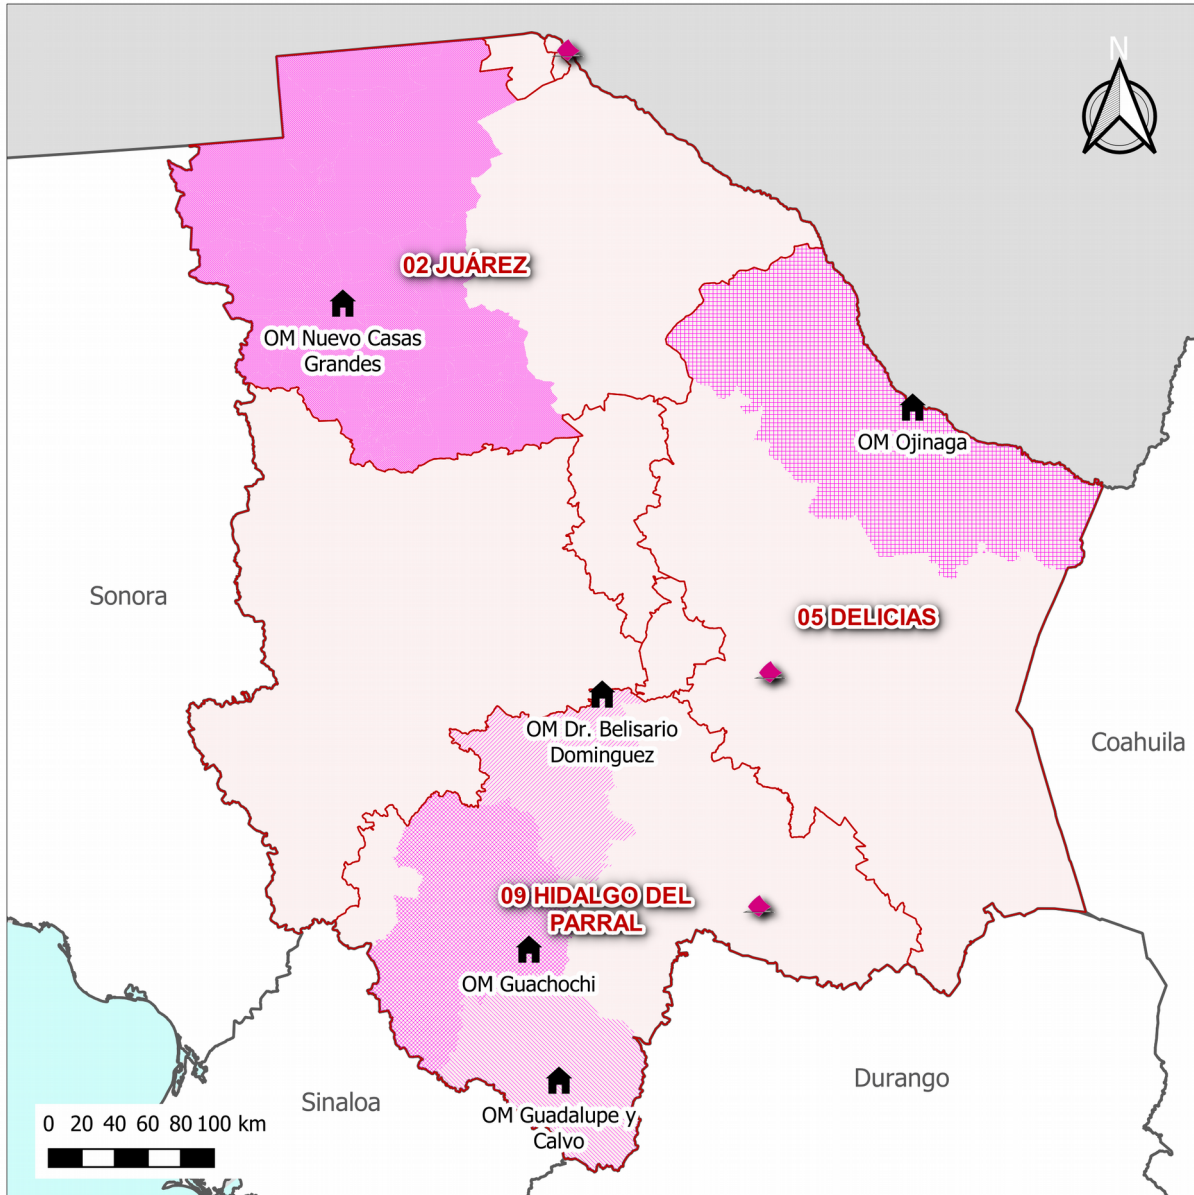 N
02 JUÁREZ
OM Nuevo Casas
Grandes
OM Ojinaga
Sonora
05 DELICIAS
OM Dr. Belisario
Dominguez
Coahuila
09 HIDALGO DEL
PARRAL
OM Guachochi
Durango
Sinaloa
OM Guadalupe y
Calvo
0 20 40 60 80 100 km